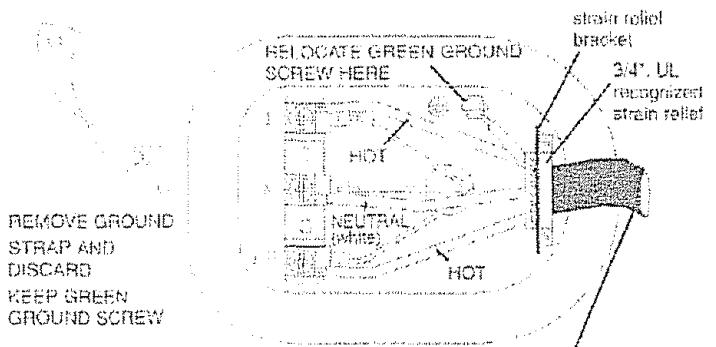 strain relief
bracket
RELOCATE GREEN GROUND
SCREW HERE
3/4", UL
recognized
strain relief
HOT
NEUTRAL
(white)
HOT
REMOVE GROUND
STRAP AND
DISCARD
KEEP GREEN
GROUND SCREW